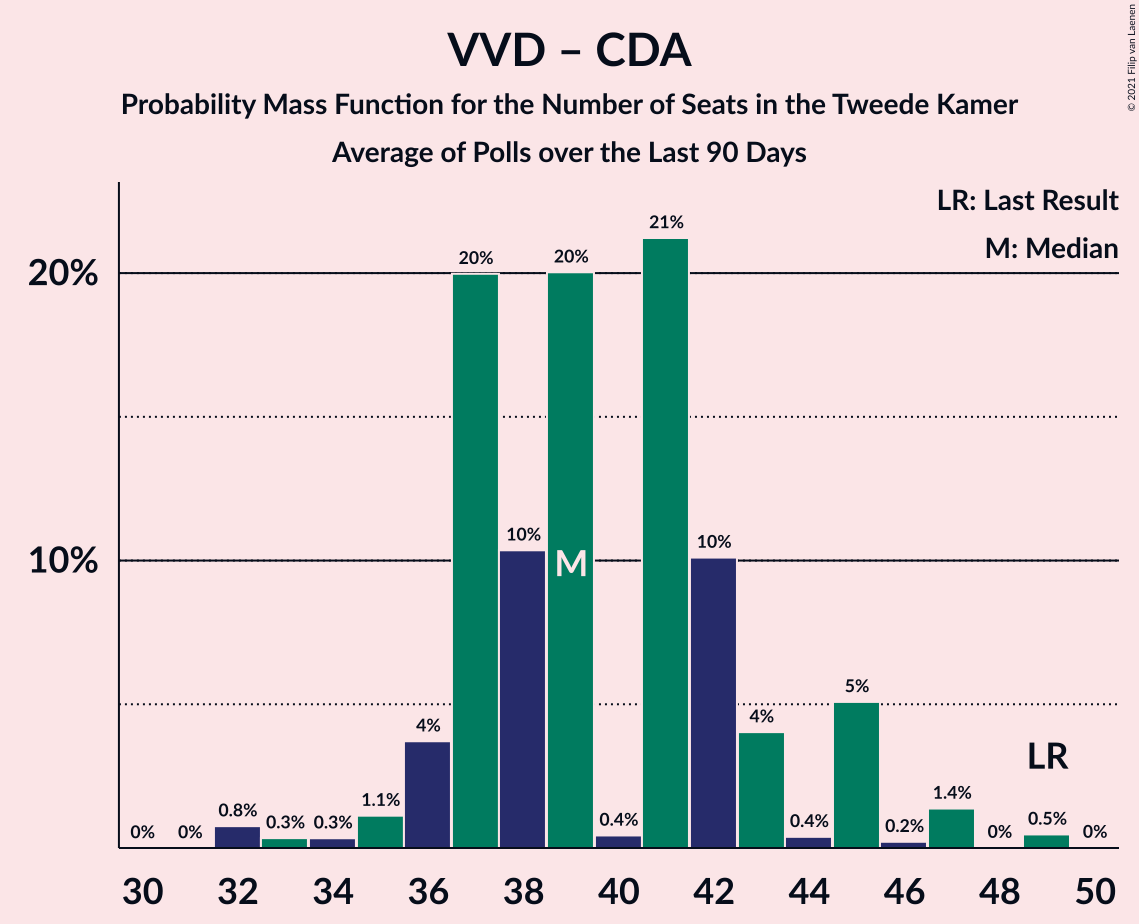 VVD – CDA
Probability Mass Function for the Number of Seats in the Tweede Kamer
Average of Polls over the Last 90 Days
© 2021 Filip van Laenen
LR: Last Result
M: Median
20%
10%
0% 0% 0.8% 0.3% 0.3% 1.1% 4% 20% 10% 20% 0.4% 21% 10% 4% 0.4% 5% 0.2% 1.4% 0% 0.5% 0%
M
LR
30 32 34 36 38 40 42 44 46 48 50